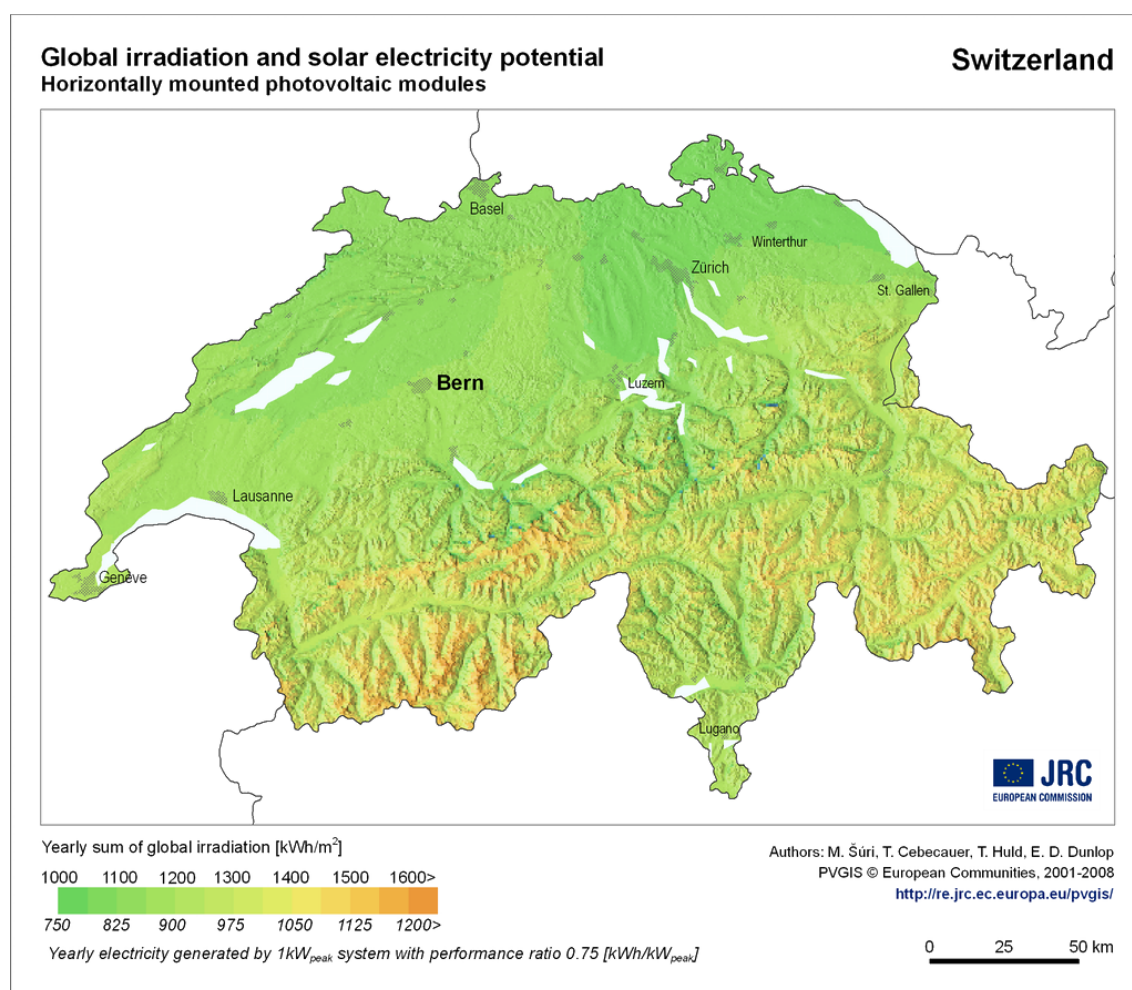 Global irradiation and solar electricity potential
Horizontally mounted photovoltaic modules
Switzerland
Basel
Winterthur
Zürich
St. Gallen
Luzern
Bern
Lausanne
Genève
Lugano
JRC
EUROPEAN COMMISSION
Yearly sum of global irradiation [kWh/m²]
1000 1100 1200 1300 1400 1500 1600>
750 825 900 975 1050 1125 1200>
Yearly electricity generated by 1kWpeak system with performance ratio 0.75 [kWh/kWpeak]
Authors: M. Šúri, T. Cebecauer, T. Huld, E. D. Dunlop
PVGIS © European Communities, 2001-2008
http://re.jrc.ec.europa.eu/pvgis/
0 25 50 km